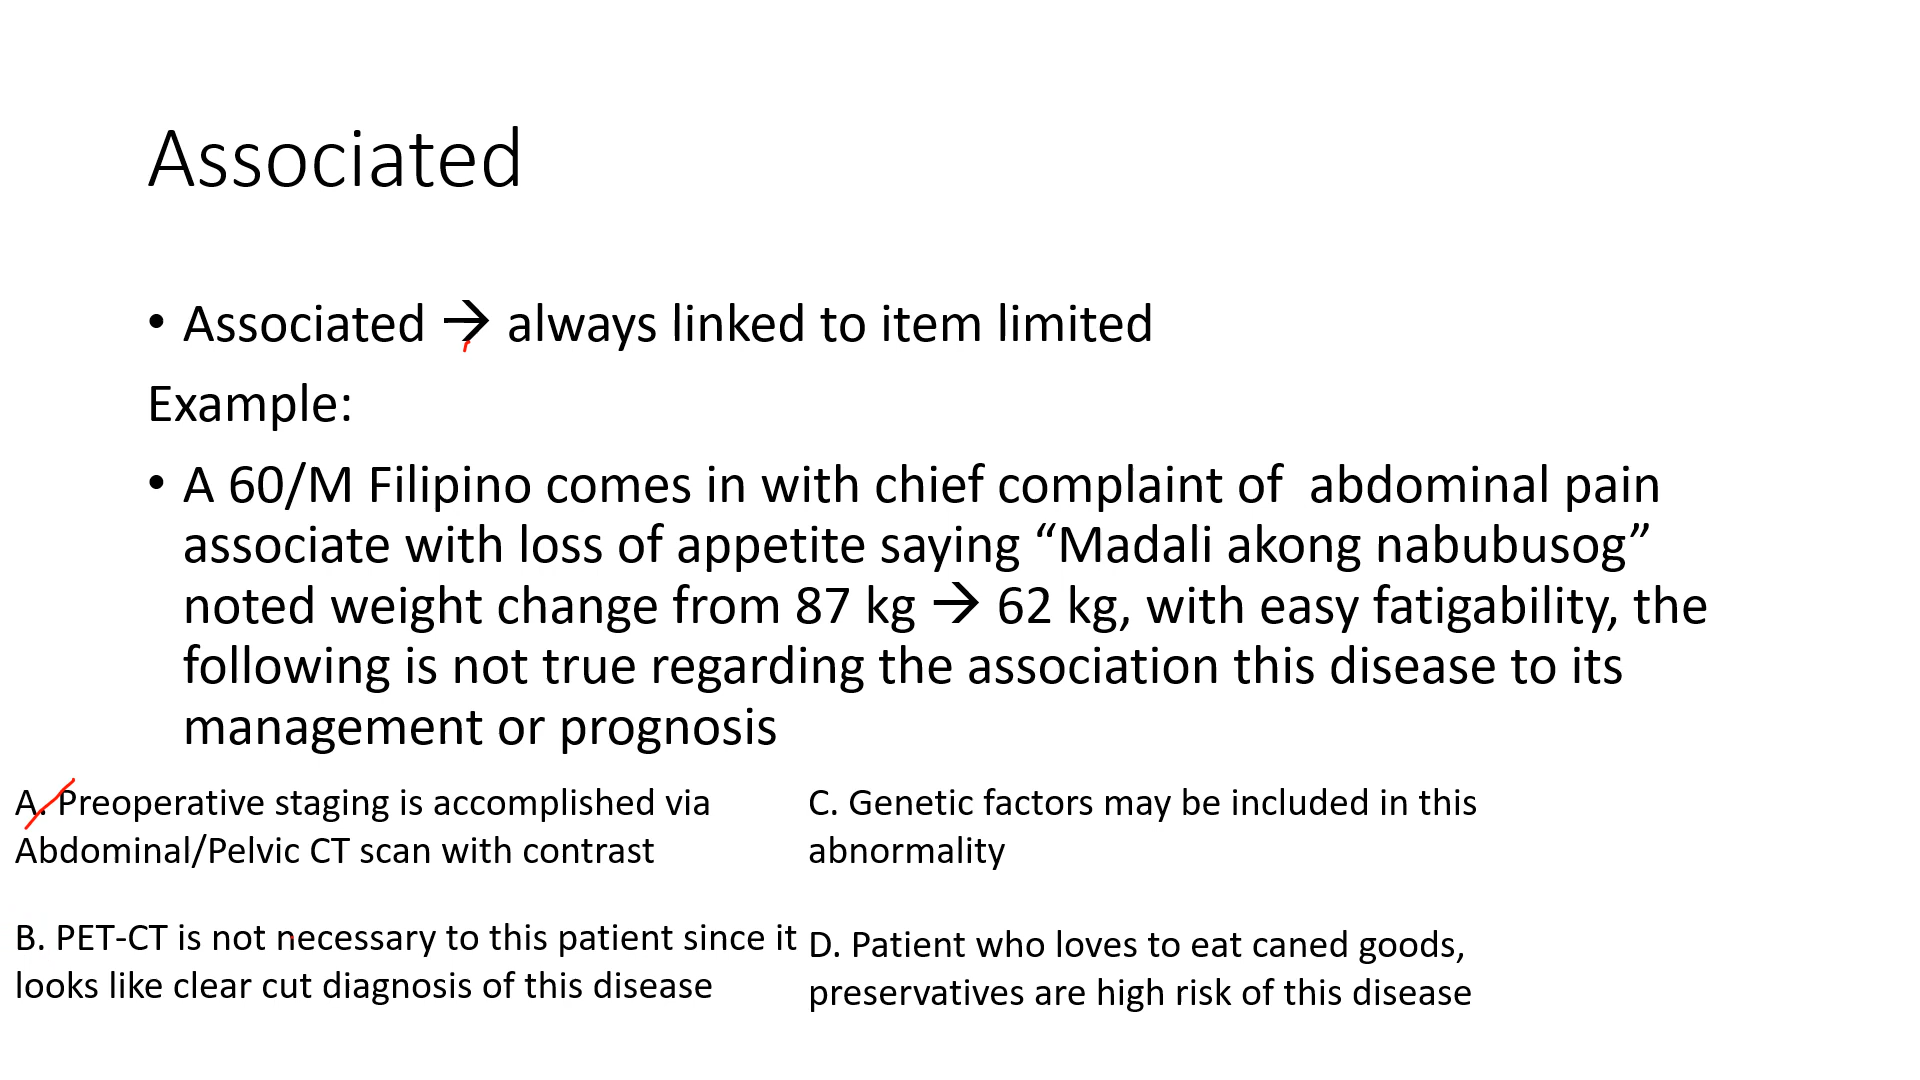 Associated
• Associated → always linked to item limited
Example:
• A 60/M Filipino comes in with chief complaint of  abdominal pain
associate with loss of appetite saying “Madali akong nabubusog”
noted weight change from 87 kg → 62 kg, with easy fatigability, the
following is not true regarding the association this disease to its
management or prognosis
A. Preoperative staging is accomplished via
Abdominal/Pelvic CT scan with contrast
B. PET-CT is not necessary to this patient since it
looks like clear cut diagnosis of this disease
C. Genetic factors may be included in this
abnormality
D. Patient who loves to eat caned goods,
preservatives are high risk of this disease